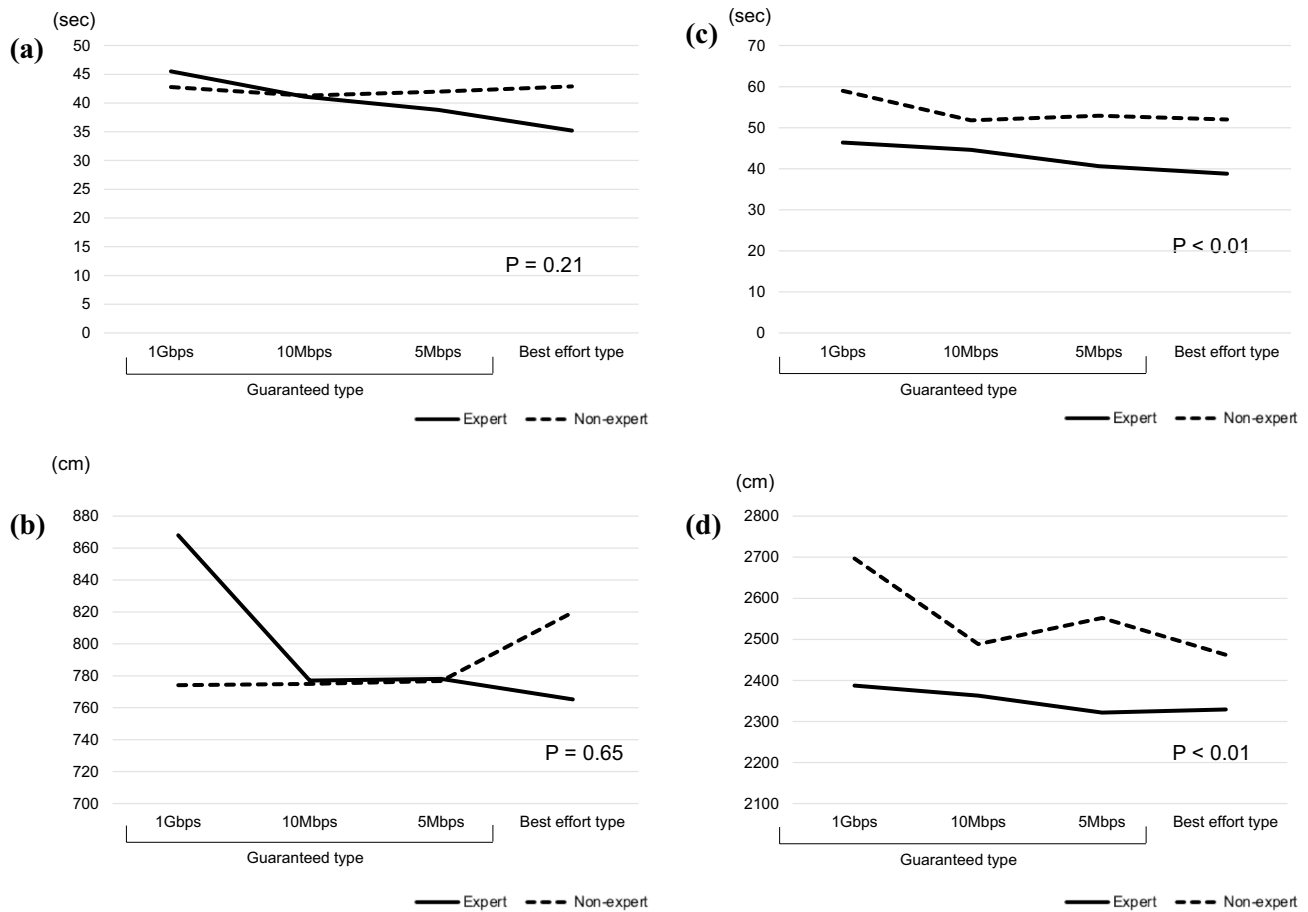 (a)
(sec)
50
45
40
35
30
25
20
15
10
5
0
P = 0.21
1Gbps 10Mbps 5Mbps Best effort type
Guaranteed type
Expert Non-expert
(c)
(sec)
70
60
50
40
30
20
10
0
P < 0.01
1Gbps 10Mbps 5Mbps Best effort type
Guaranteed type
Expert Non-expert
(b)
(cm)
880
860
840
820
800
780
760
740
720
700
P = 0.65
1Gbps 10Mbps 5Mbps Best effort type
Guaranteed type
Expert Non-expert
(d)
(cm)
2800
2700
2600
2500
2400
2300
2200
2100
P < 0.01
1Gbps 10Mbps 5Mbps Best effort type
Guaranteed type
Expert Non-expert